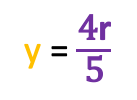 y = 4r/5